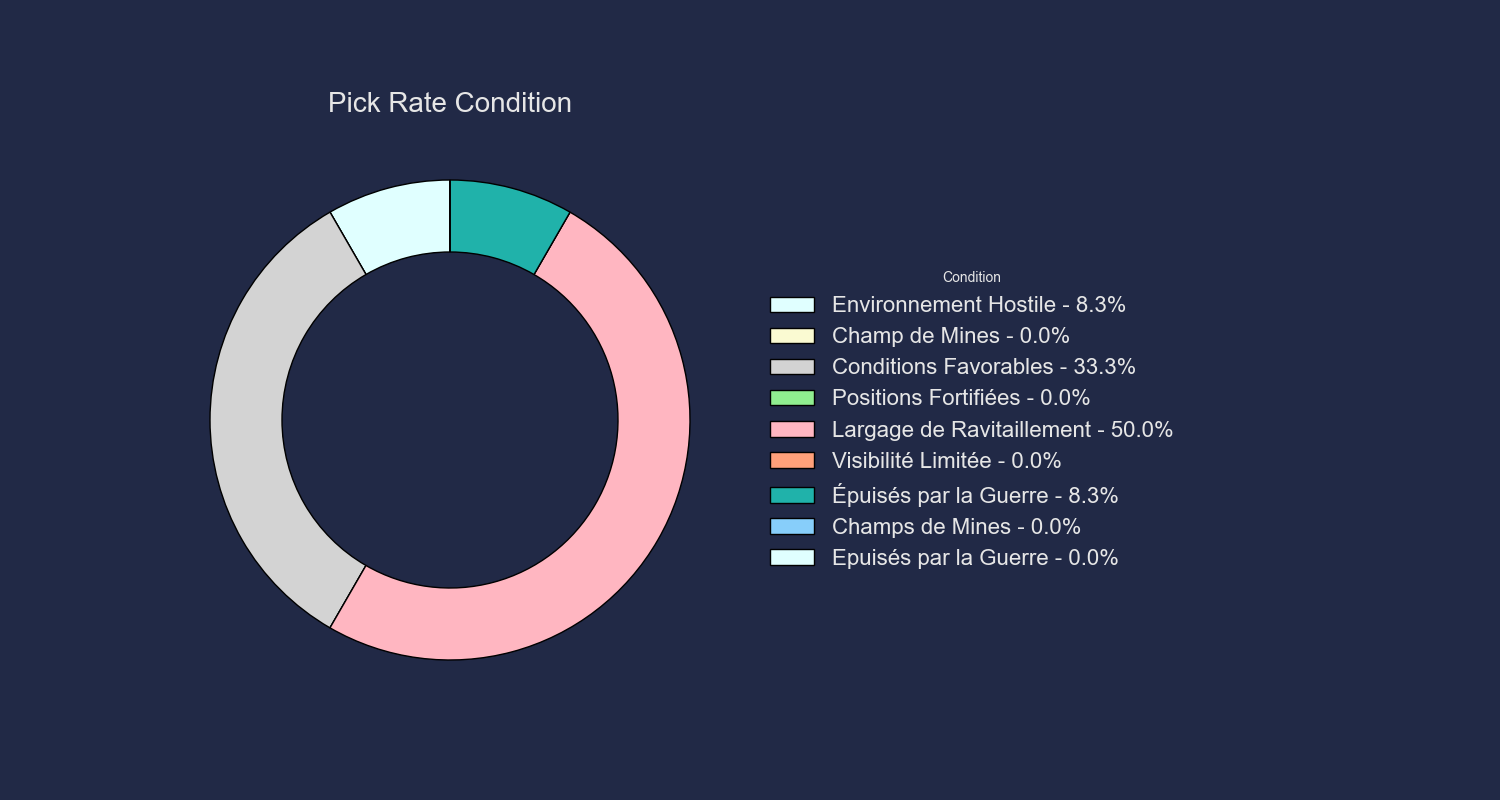 Pick Rate Condition
Condition
Environnement Hostile - 8.3%
Champ de Mines - 0.0%
Conditions Favorables - 33.3%
Positions Fortifiées - 0.0%
Largage de Ravitaillement - 50.0%
Visibilité Limitée - 0.0%
Épuisés par la Guerre - 8.3%
Champs de Mines - 0.0%
Epuisés par la Guerre - 0.0%